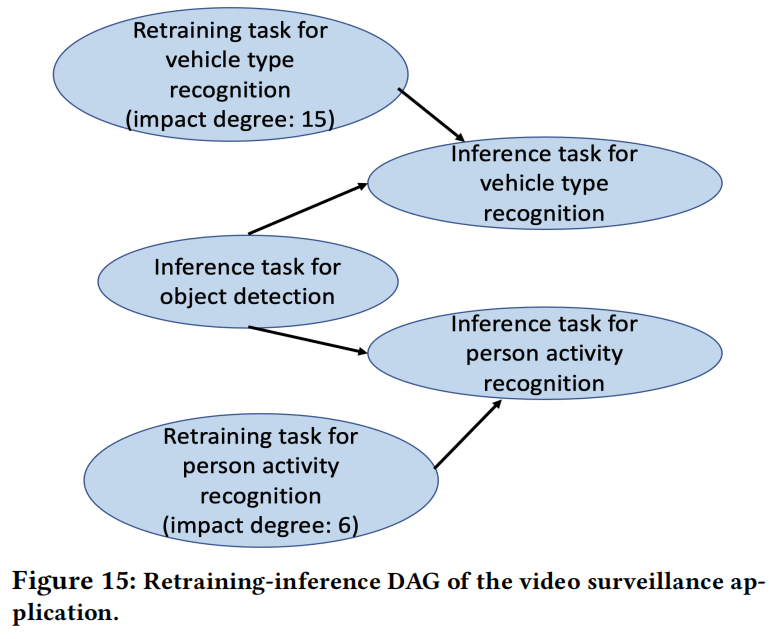 Retraining task for
vehicle type
recognition
(impact degree: 15)
Inference task for
vehicle type
recognition
Inference task for
object detection
Inference task for
person activity
recognition
Retraining task for
person activity
recognition
(impact degree: 6)
Figure 15: Retraining-inference DAG of the video surveillance ap-
plication.